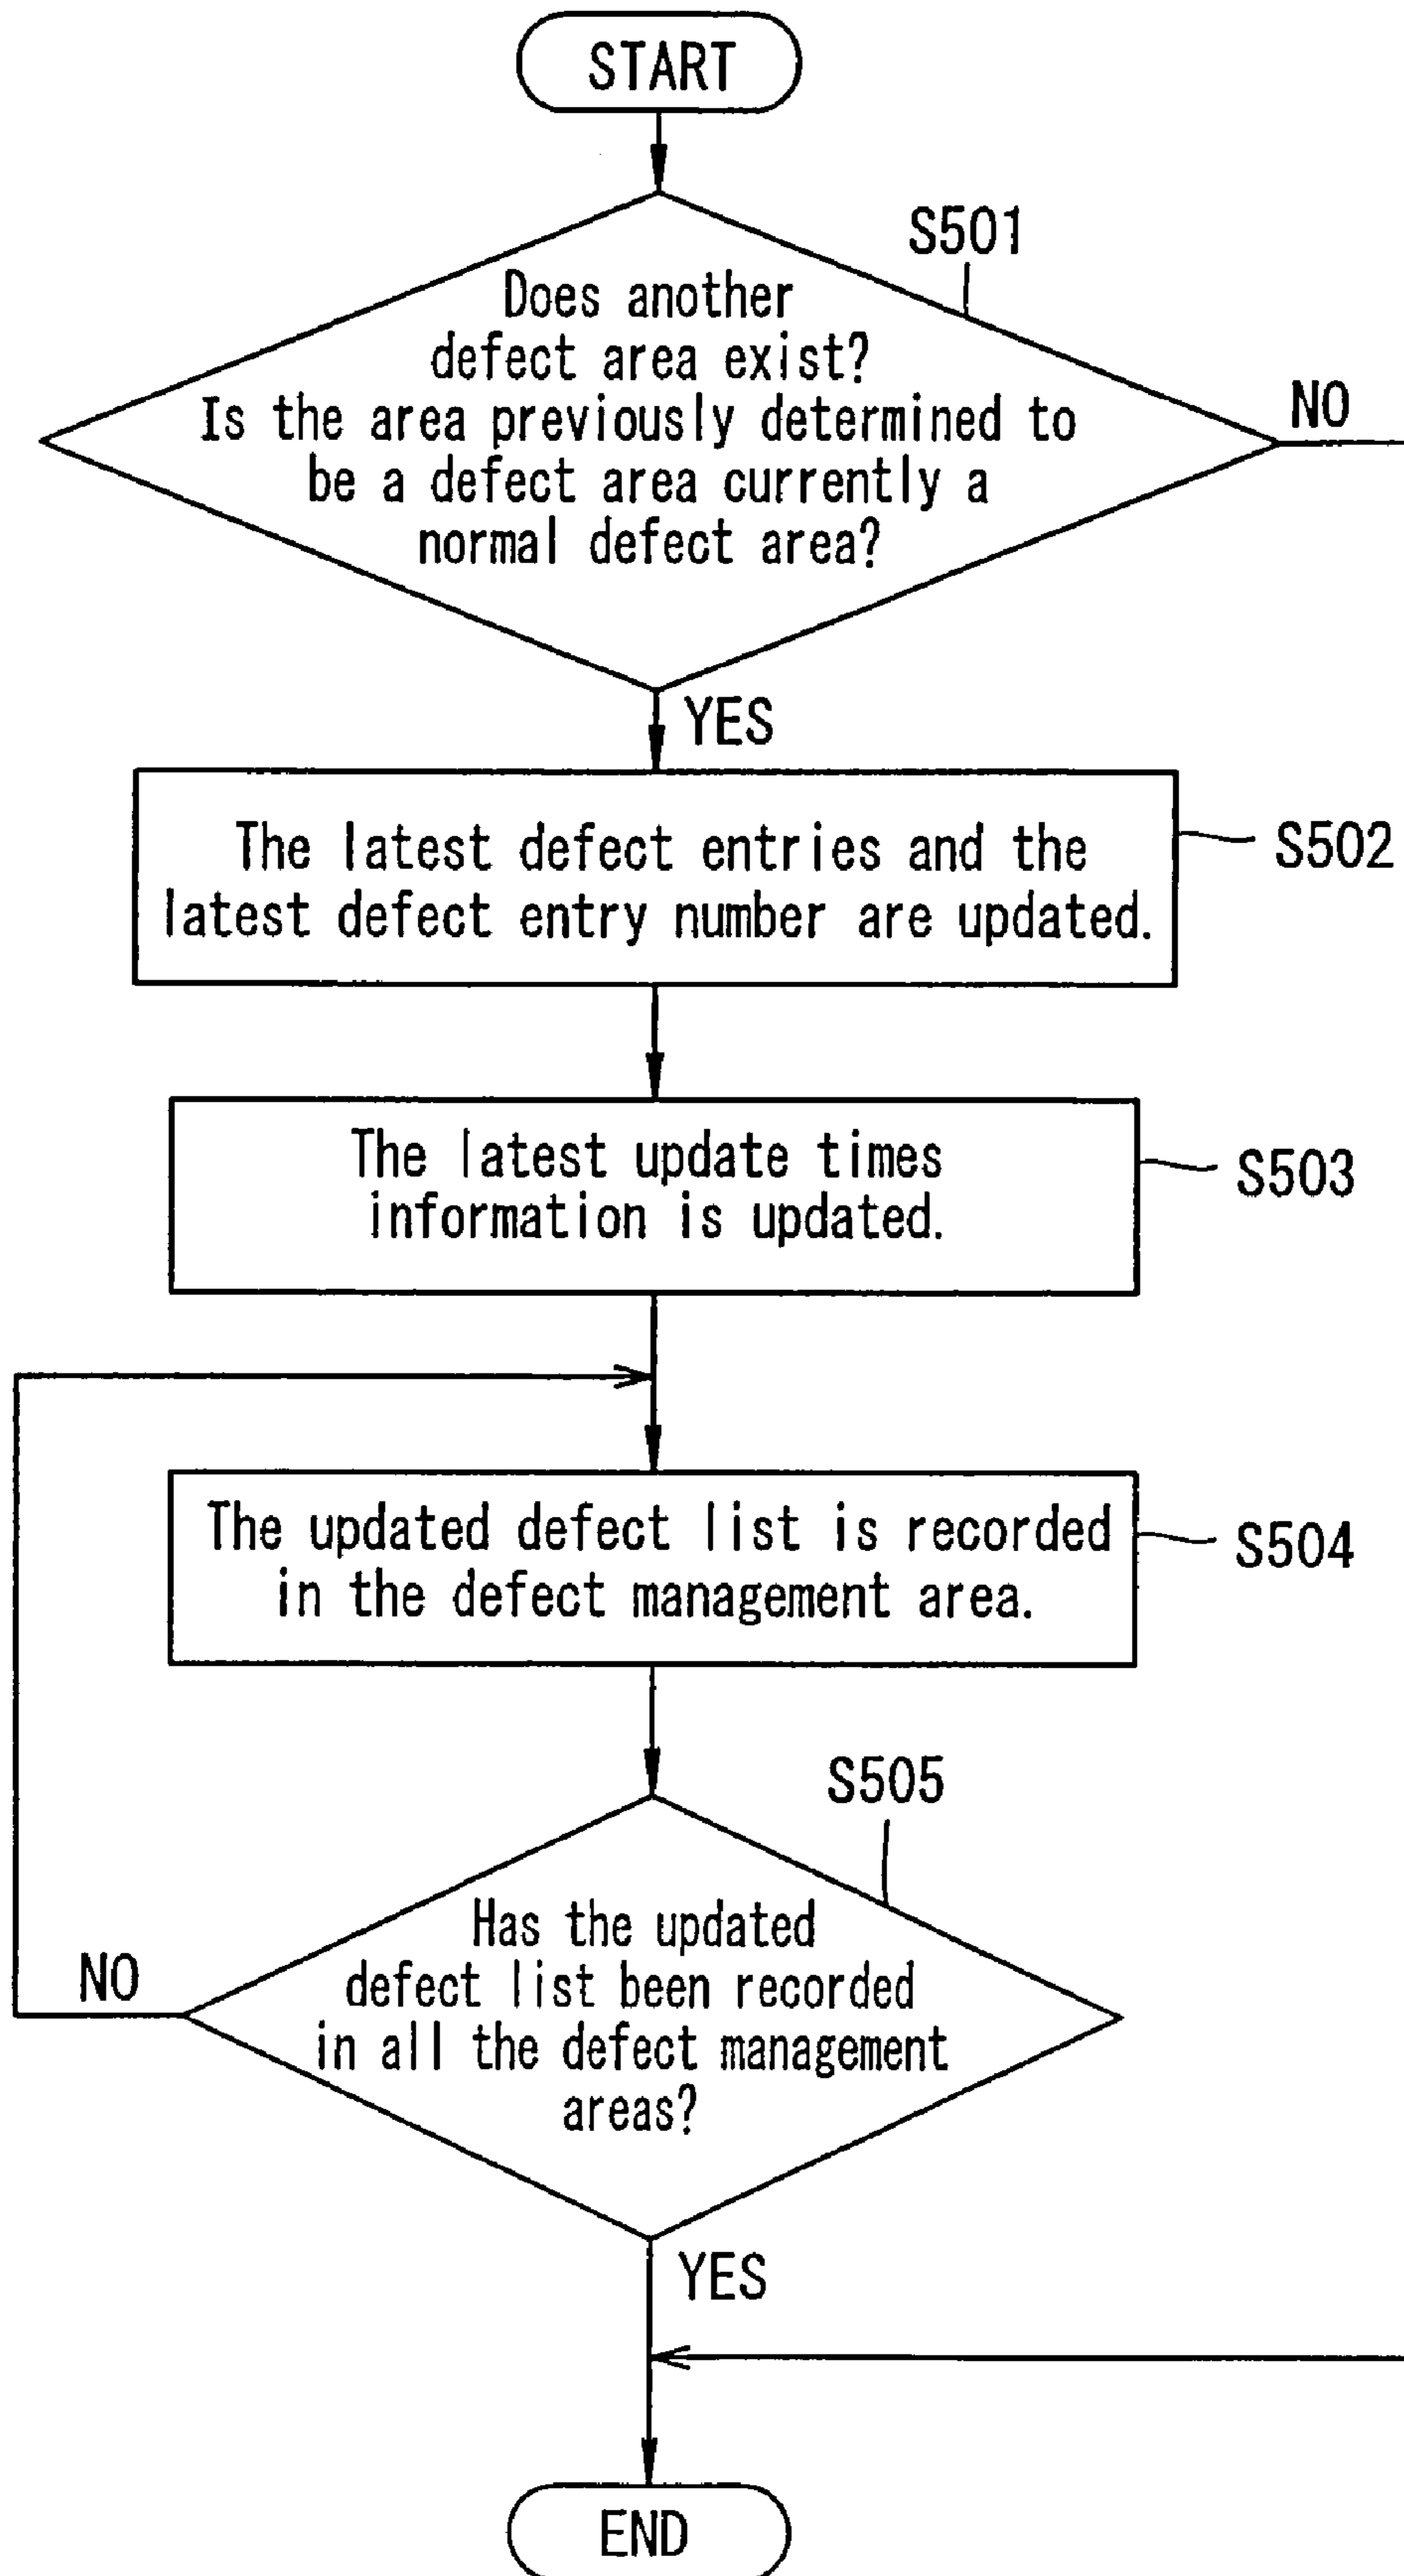 START
S501
Does another
defect area exist?
Is the area previously determined to
be a defect area currently a
normal defect area?
NO
YES
The latest defect entries and the
latest defect entry number are updated.
S502
The latest update times
information is updated.
S503
The updated defect list is recorded
in the defect management area.
S504
S505
Has the updated
defect list been recorded
in all the defect management
areas?
NO
YES
END